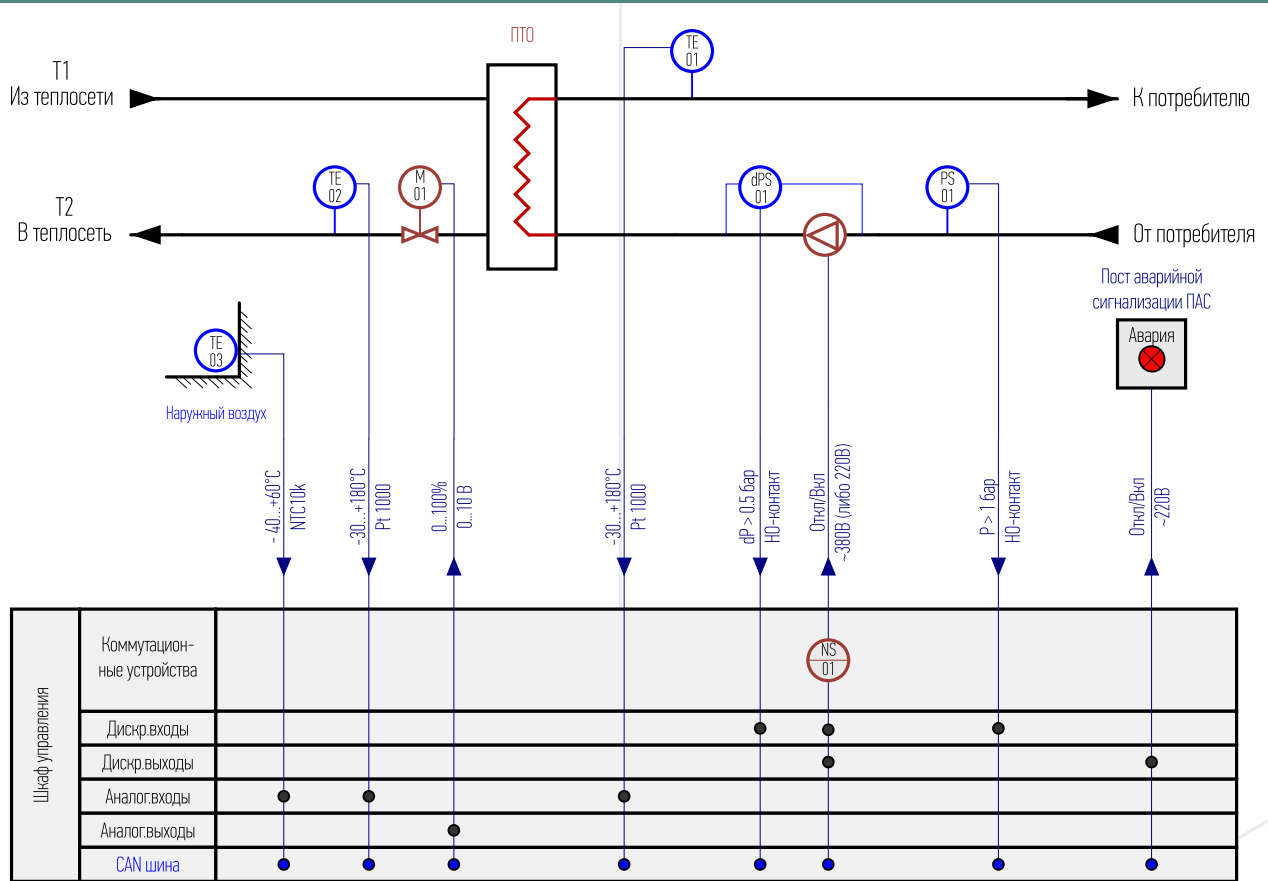 ПТО
TE
01
T1
Из теплосети
К потребителю
TE
02
M
01
dPS
01
PS
01
T2
В теплосеть
От потребителя
Пост аварийной
сигнализации ПАС
Авария
TE
03
Наружный воздух
- 40...+60°C
NTC10k
-30...+180°C
Pt 1000
0...100%
0...10 В
-30...+180°C
Pt 1000
dP > 0.5 бар
НО-контакт
Откл/Вкл
~380В (либо 220В)
P > 1 бар
НО-контакт
Откл/Вкл
~220В
Шкаф управления
Коммутацион-
ные устройства
NS
01
Дискр.входы
Дискр.выходы
Аналог.входы
Аналог.выходы
CAN шина